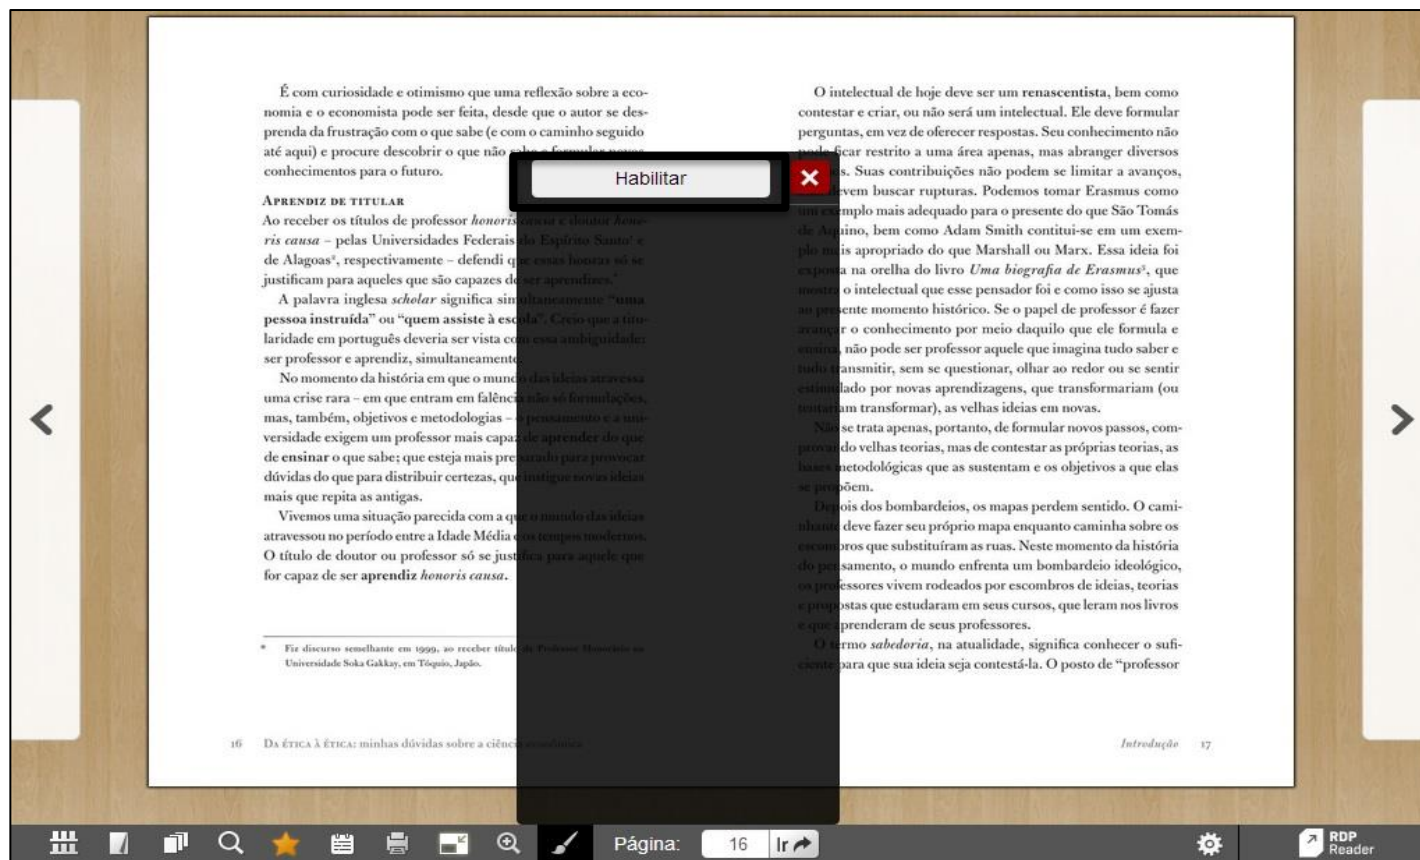 É com curiosidade e otimismo que uma reflexão sobre a eco-
nomia e o economista pode ser feita, desde que o autor se des-
prenda da frustração com o que sabe (e com o caminho seguido
até aqui) e procure descobrir o que não sabe e formular novos
conhecimentos para o futuro.
APRENDIZ DE TITULAR
Ao receber os títulos de professor honoris causa e doutor hono-
ris causa – pelas Universidades Federais do Espírito Santo¹ e
de Alagoas², respectivamente – defendi que essas honras só se
justificam para aqueles que são capazes de ser aprendizes.*
A palavra inglesa scholar significa simultaneamente “uma
pessoa instruída” ou “quem assiste à escola”. Creio que a titu-
laridade em português deveria ser vista com essa ambiguidade:
ser professor e aprendiz, simultaneamente.
No momento da história em que o mundo das ideias atravessa
uma crise rara – em que entram em falência não só formulações,
mas, também, objetivos e metodologias – o pensamento e a uni-
versidade exigem um professor mais capaz de aprender do que
de ensinar o que sabe; que esteja mais preparado para provocar
dúvidas do que para distribuir certezas, que instigue novas ideias
mais que repita as antigas.
Vivemos uma situação parecida com a que o mundo das ideias
atravessou no período entre a Idade Média e os tempos modernos.
O título de doutor ou professor só se justifica para aquele que
for capaz de ser aprendiz honoris causa.
* Fiz discurso semelhante em 1999, ao receber título de Professor Honorário na
Universidade Soka Gakkay, em Tóquio, Japão.
16 DA ÉTICA À ÉTICA: minhas dúvidas sobre a ciência econômica
Habilitar
O intelectual de hoje deve ser um renascentista, bem como
contestar e criar, ou não será um intelectual. Ele deve formular
perguntas, em vez de oferecer respostas. Seu conhecimento não
pode ficar restrito a uma área apenas, mas abranger diversos
Suas contribuições não podem se limitar a avanços,
devem buscar rupturas. Podemos tomar Erasmus como
um exemplo mais adequado para o presente do que São Tomás
de Aquino, bem como Adam Smith contitui-se em um exem-
plo mais apropriado do que Marshall ou Marx. Essa ideia foi
exposta na orelha do livro Uma biografia de Erasmus³, que
mostra o intelectual que esse pensador foi e como isso se ajusta
ao presente momento histórico. Se o papel de professor é fazer
avançar o conhecimento por meio daquilo que ele formula e
ensina, não pode ser professor aquele que imagina tudo saber e
tudo transmitir, sem se questionar, olhar ao redor ou se sentir
estimulado por novas aprendizagens, que transformariam (ou
tentariam transformar), as velhas ideias em novas.
Não se trata apenas, portanto, de formular novos passos, com-
provando velhas teorias, mas de contestar as próprias teorias, as
bases metodológicas que as sustentam e os objetivos a que elas
se propõem.
Depois dos bombardeios, os mapas perdem sentido. O cami-
nhante deve fazer seu próprio mapa enquanto caminha sobre os
escombros que substituíram as ruas. Neste momento da história
do pensamento, o mundo enfrenta um bombardeio ideológico,
os professores vivem rodeados por escombros de ideias, teorias
e propostas que estudaram em seus cursos, que leram nos livros
e que aprenderam de seus professores.
O termo sabedoria, na atualidade, significa conhecer o sufi-
ciente para que sua ideia seja contestá-la. O posto de “professor
Introdução 17
Página: 16 Ir
RDP
Reader